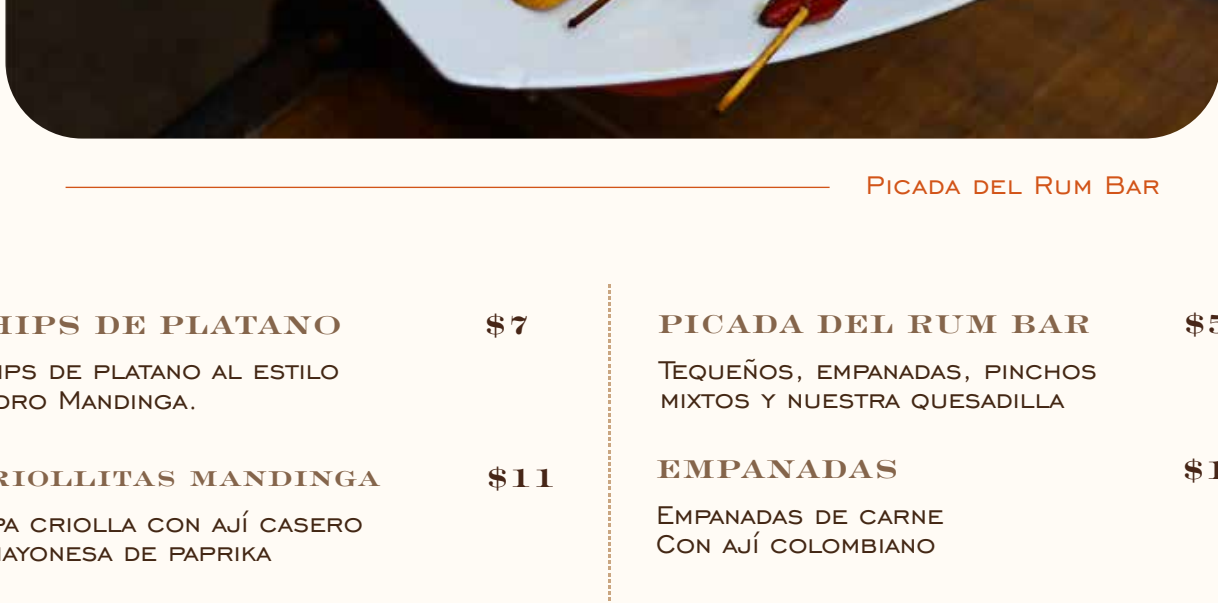 Picada del Rum Bar
HIPS DE PLATANO $7
IPS DE PLATANO AL ESTILO
DRO MANDINGA.
RIOLLITAS MANDINGA $11
PA CRIOLLA CON AJÍ CASERO
MAYONESA DE PAPRIKA
PICADA DEL RUM BAR
TEQUEÑOS, EMPANADAS, PINCHOS
MIXTOS Y NUESTRA QUESADILLA
EMPANADAS
EMPANADAS DE CARNE
CON AJÍ COLOMBIANO